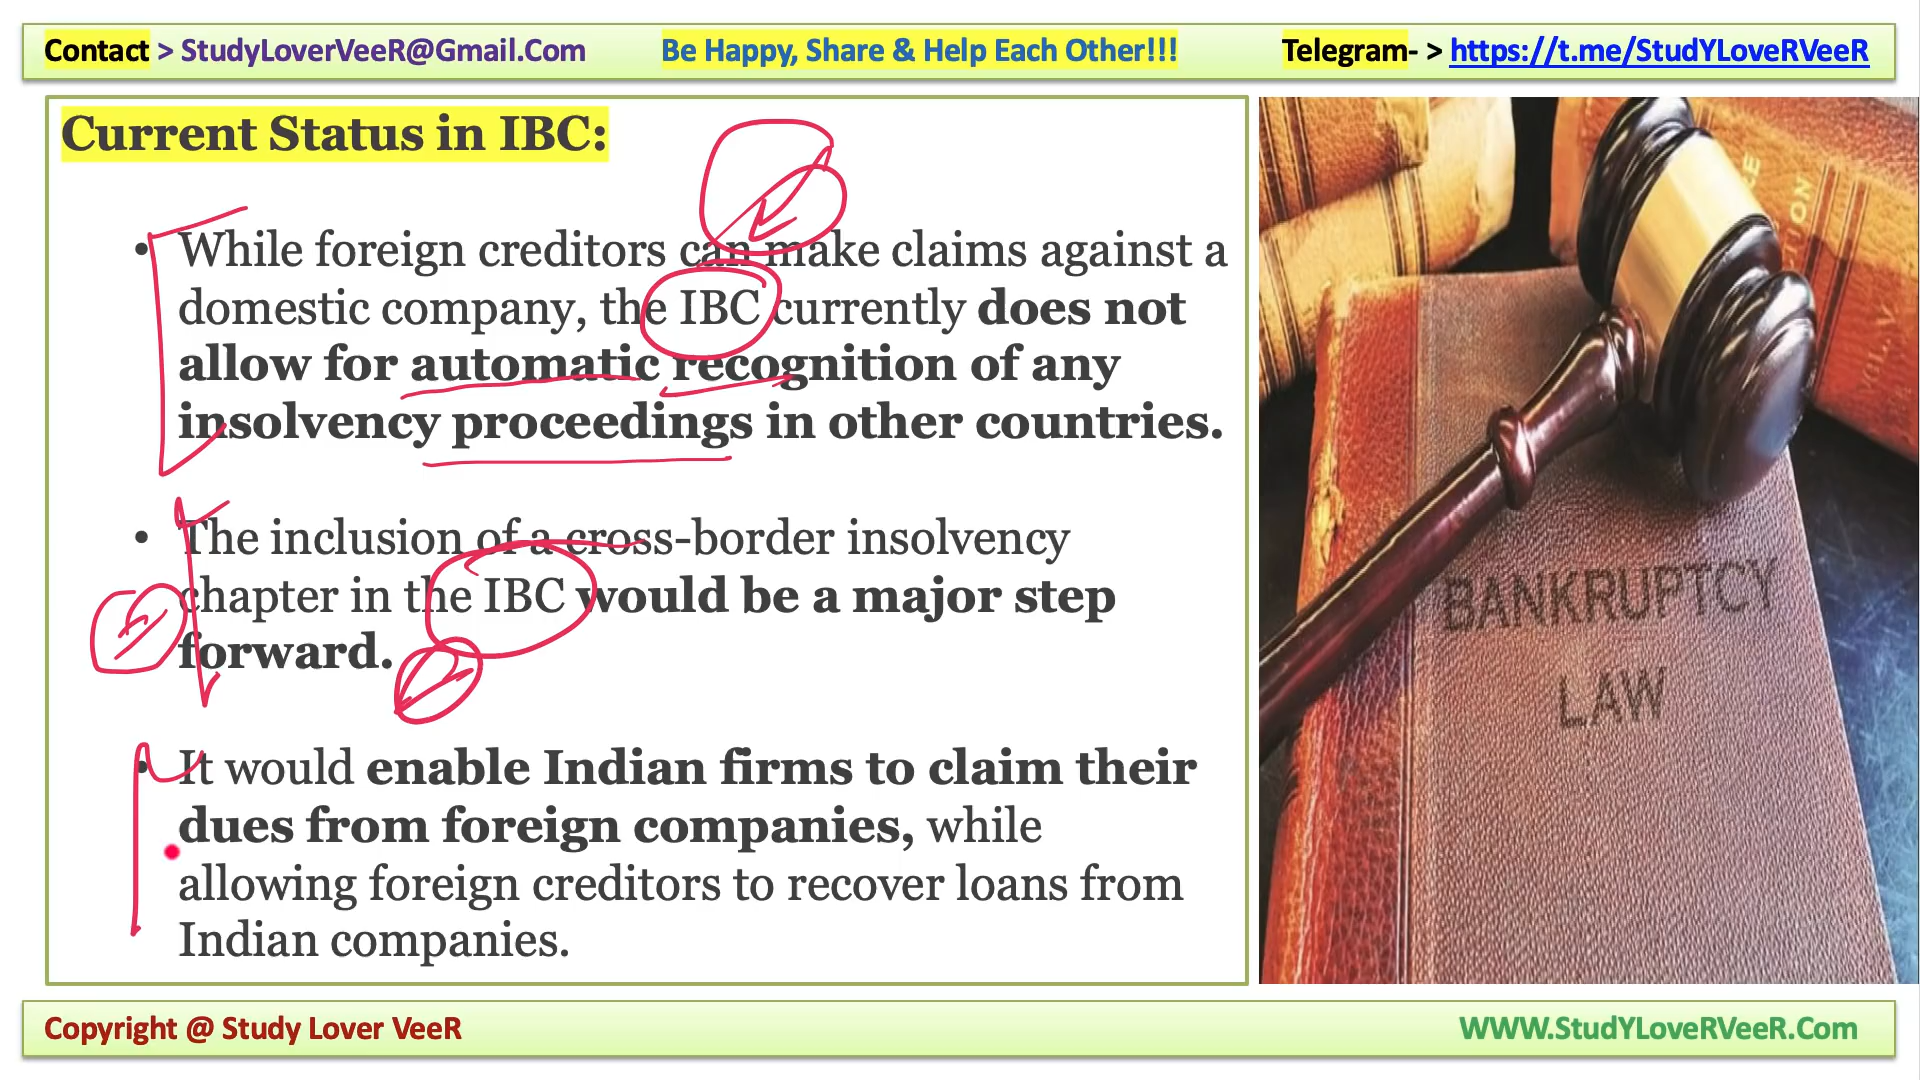 Contact > StudyLoverVeeR@Gmail.Com
Be Happy, Share & Help Each Other!!!
Telegram- > https://t.me/StudYLoveRVeeR
Current Status in IBC:
• While foreign creditors can make claims against a
domestic company, the IBC currently does not
allow for automatic recognition of any
insolvency proceedings in other countries.
• The inclusion of a cross-border insolvency
chapter in the IBC would be a major step
forward.
• It would enable Indian firms to claim their
dues from foreign companies, while
allowing foreign creditors to recover loans from
Indian companies.
BANKRUPTCY
LAW
VOL. V
Copyright @ Study Lover VeeR
WWW.StudYLoveRVeeR.Com